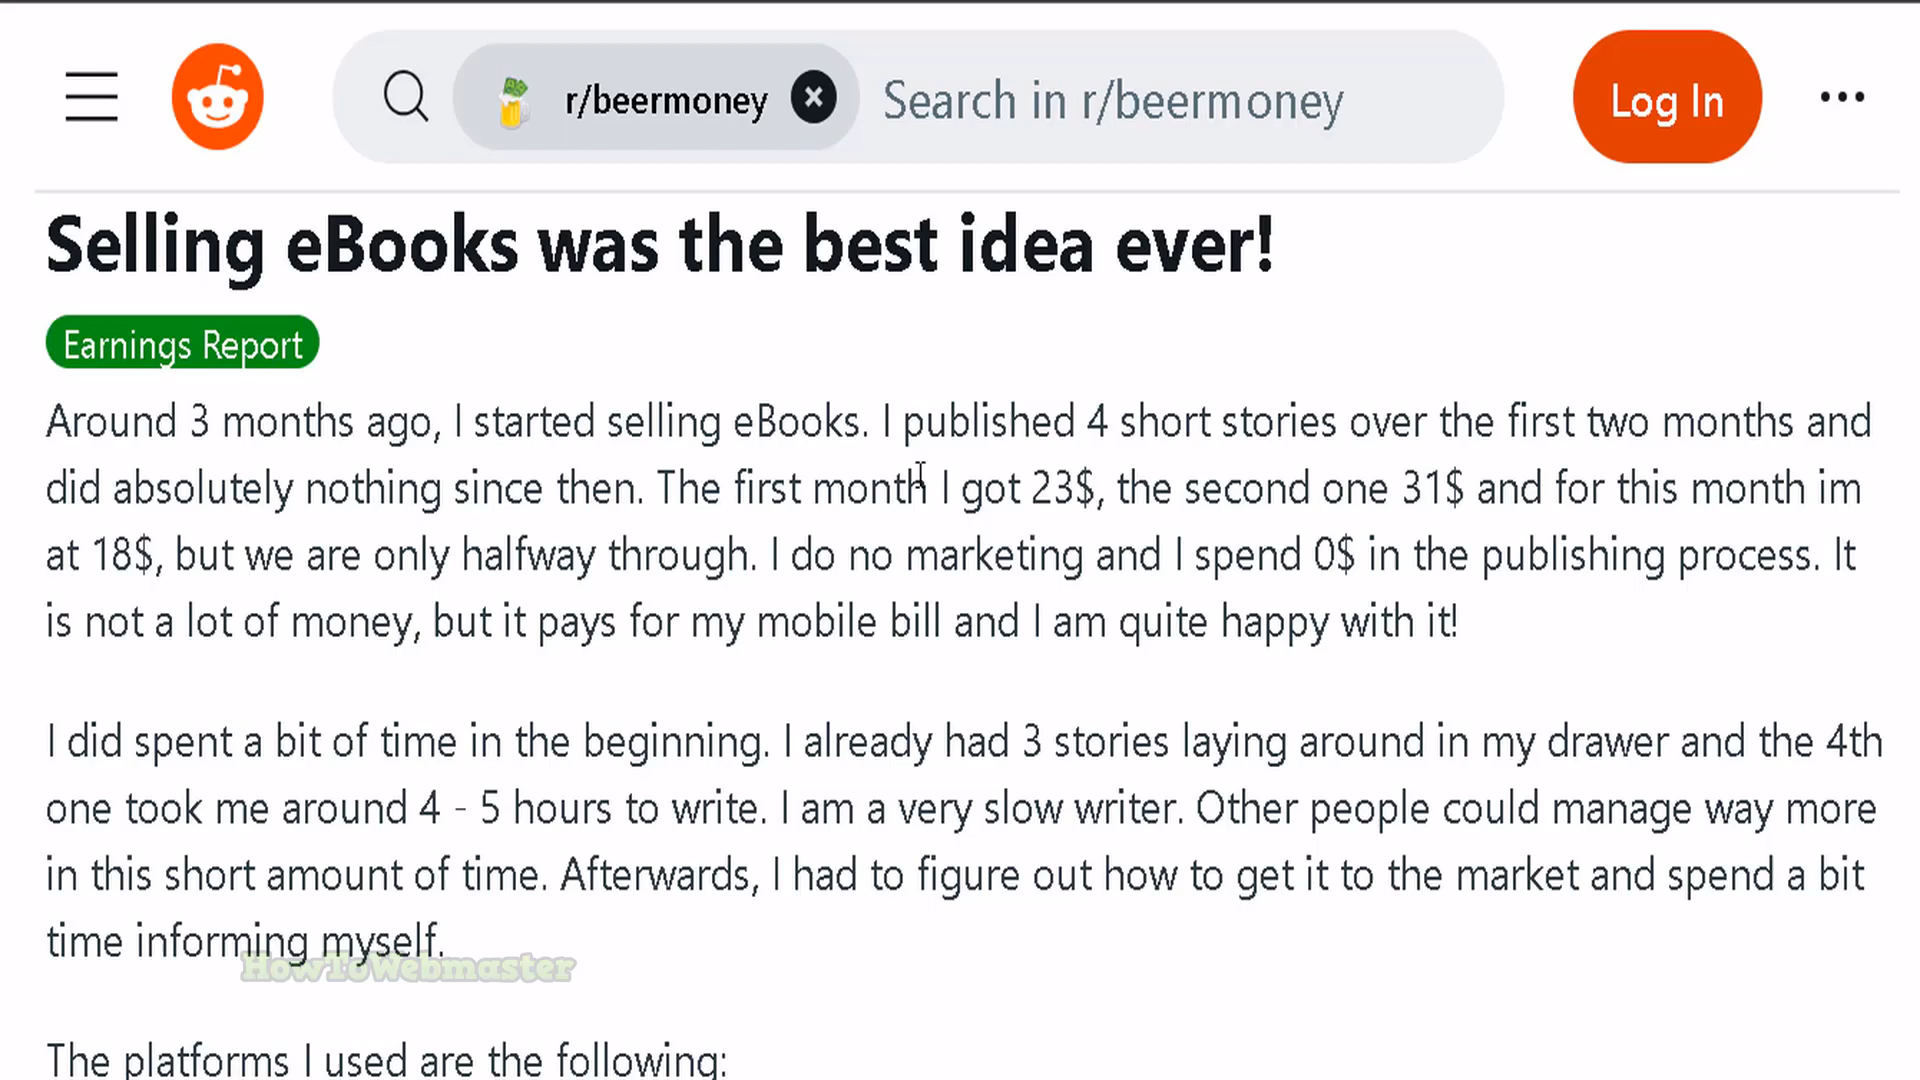 r/beermoney Search in r/beermoney Log In
Selling eBooks was the best idea ever!
Earnings Report
Around 3 months ago, I started selling eBooks. I published 4 short stories over the first two months and
did absolutely nothing since then. The first month I got 23$, the second one 31$ and for this month im
at 18$, but we are only halfway through. I do no marketing and I spend 0$ in the publishing process. It
is not a lot of money, but it pays for my mobile bill and I am quite happy with it!
I did spent a bit of time in the beginning. I already had 3 stories laying around in my drawer and the 4th
one took me around 4 - 5 hours to write. I am a very slow writer. Other people could manage way more
in this short amount of time. Afterwards, I had to figure out how to get it to the market and spend a bit
time informing myself.
HowToWebmaster
The platforms I used are the following: